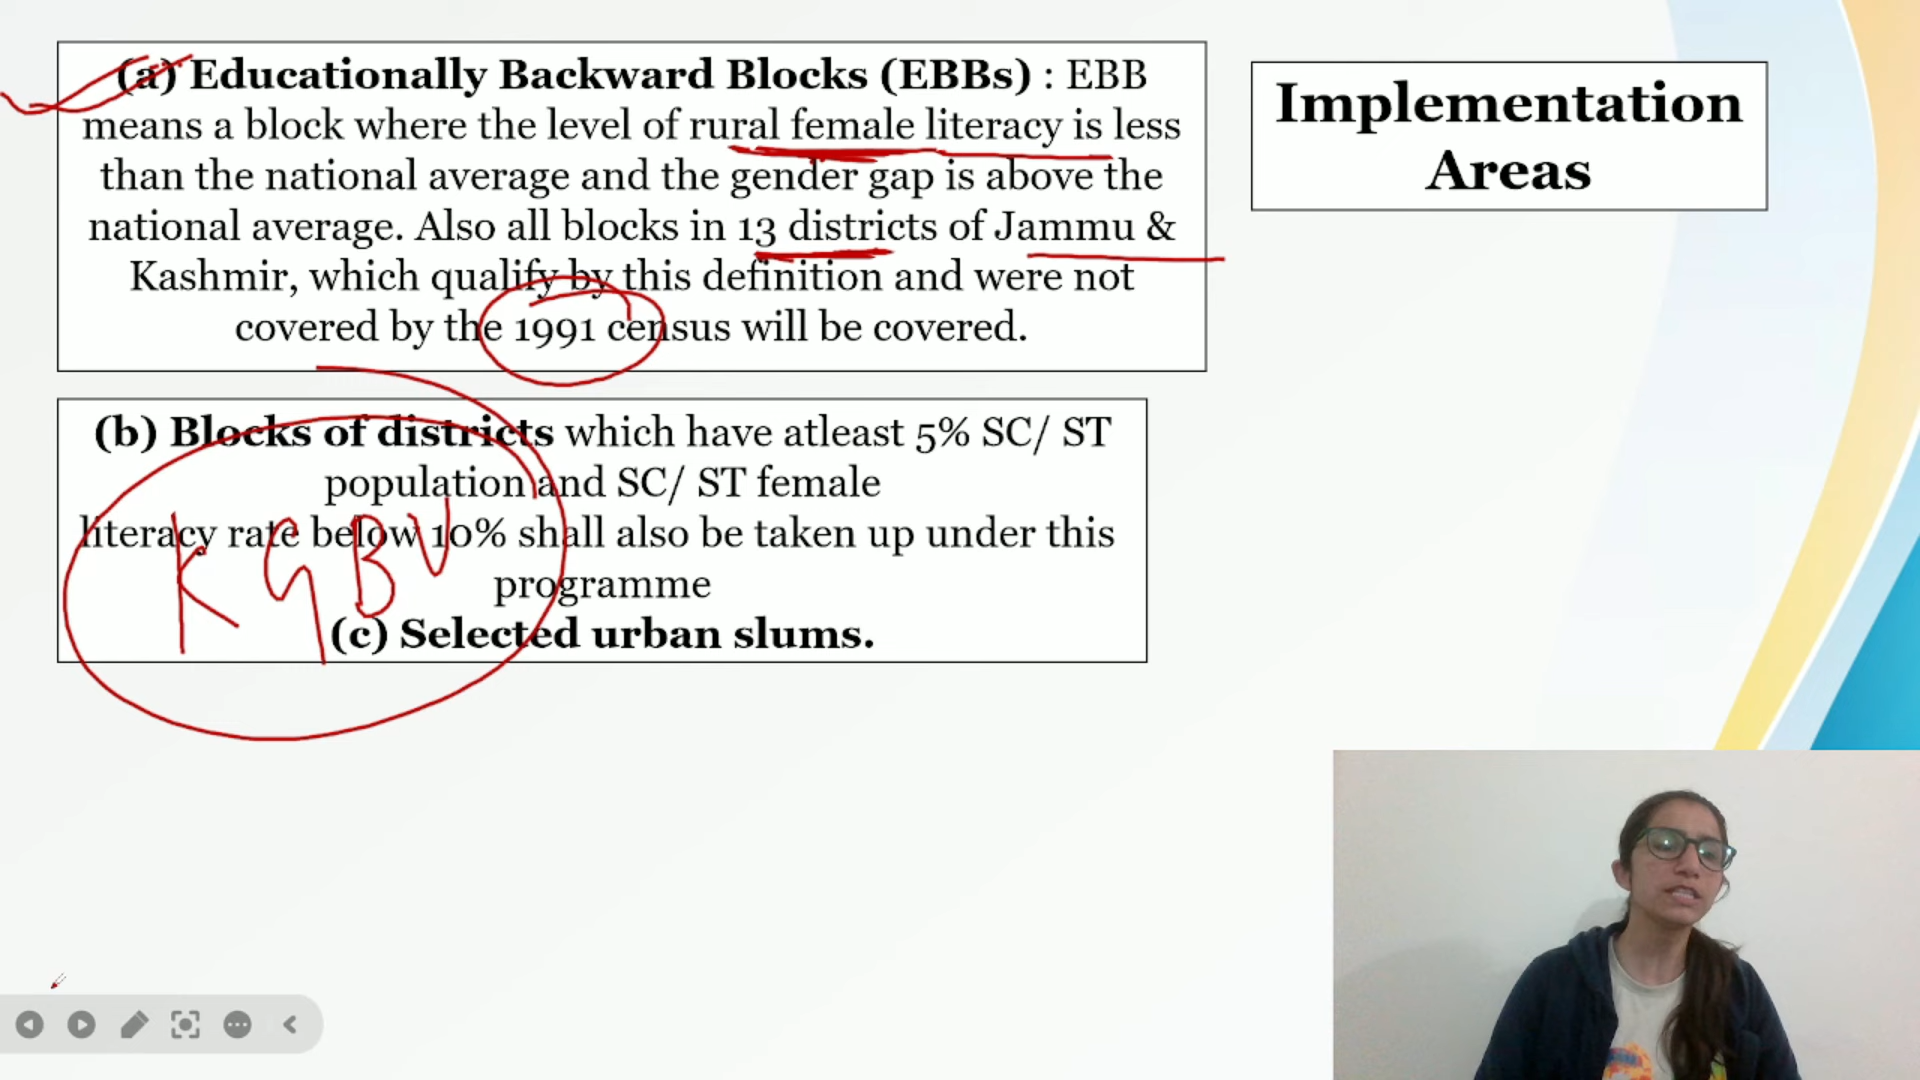 (a) Educationally Backward Blocks (EBBs) : EBB
means a block where the level of rural female literacy is less
than the national average and the gender gap is above the
national average. Also all blocks in 13 districts of Jammu &
Kashmir, which qualify by this definition and were not
covered by the 1991 census will be covered.
Implementation
Areas
(b) Blocks of districts which have atleast 5% SC/ ST
population and SC/ ST female
literacy rate below 10% shall also be taken up under this
programme
(c) Selected urban slums.
KGBV